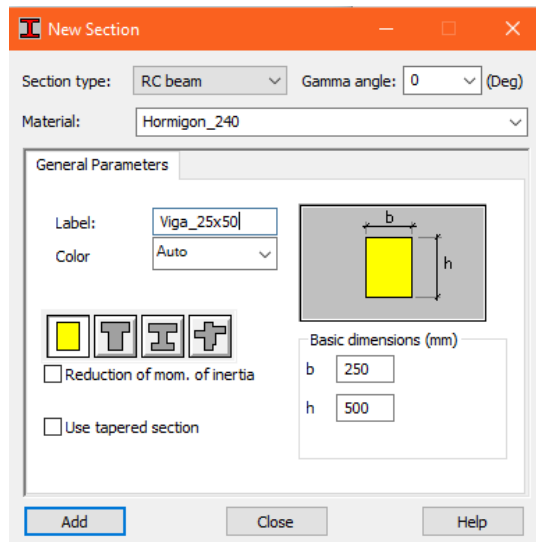 New Section
Section type: RC beam Gamma angle: 0 (Deg)
Material: Hormigon_240
General Parameters
Label: Viga_25x50
Color Auto
b
h
Reduction of mom. of inertia
Use tapered section
Basic dimensions (mm)
b 250
h 500
Add Close Help